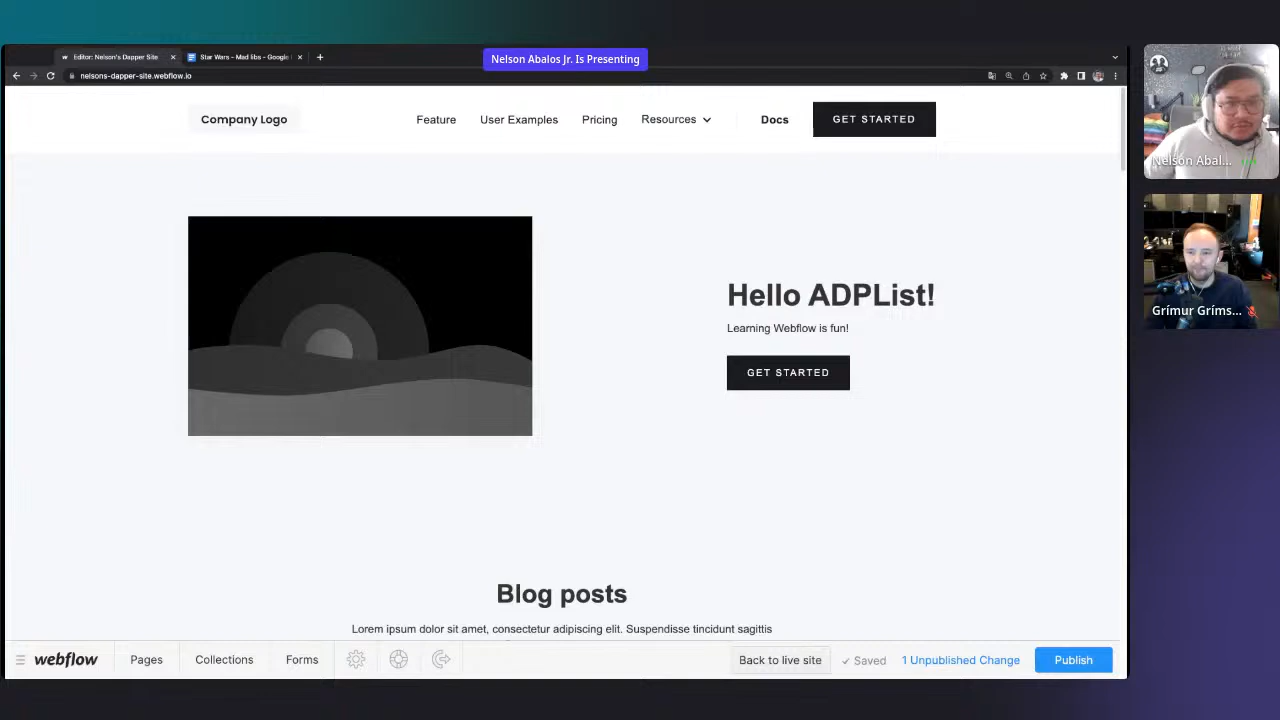 Editor: Nelson's Dapper Site
Star Wars - Mad libs - Google
Nelson Abalos Jr. Is Presenting
nelsons-dapper-site.webflow.io
Company Logo
Feature
User Examples
Pricing
Resources
Docs
GET STARTED
Nelson Abal...
Grímur Gríms...
Hello ADPList!
Learning Webflow is fun!
GET STARTED
Blog posts
Lorem ipsum dolor sit amet, consectetur adipiscing elit. Suspendisse tincidunt sagittis
webflow
Pages
Collections
Forms
Back to live site
✓ Saved
1 Unpublished Change
Publish